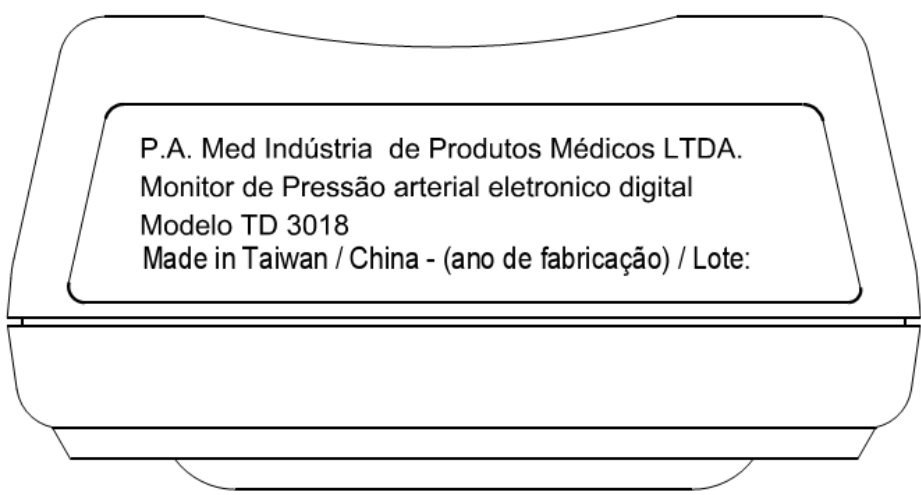 P.A. Med Indústria de Produtos Médicos LTDA.
Monitor de Pressão arterial eletronico digital
Modelo TD 3018
Made in Taiwan / China - (ano de fabricação) / Lote: